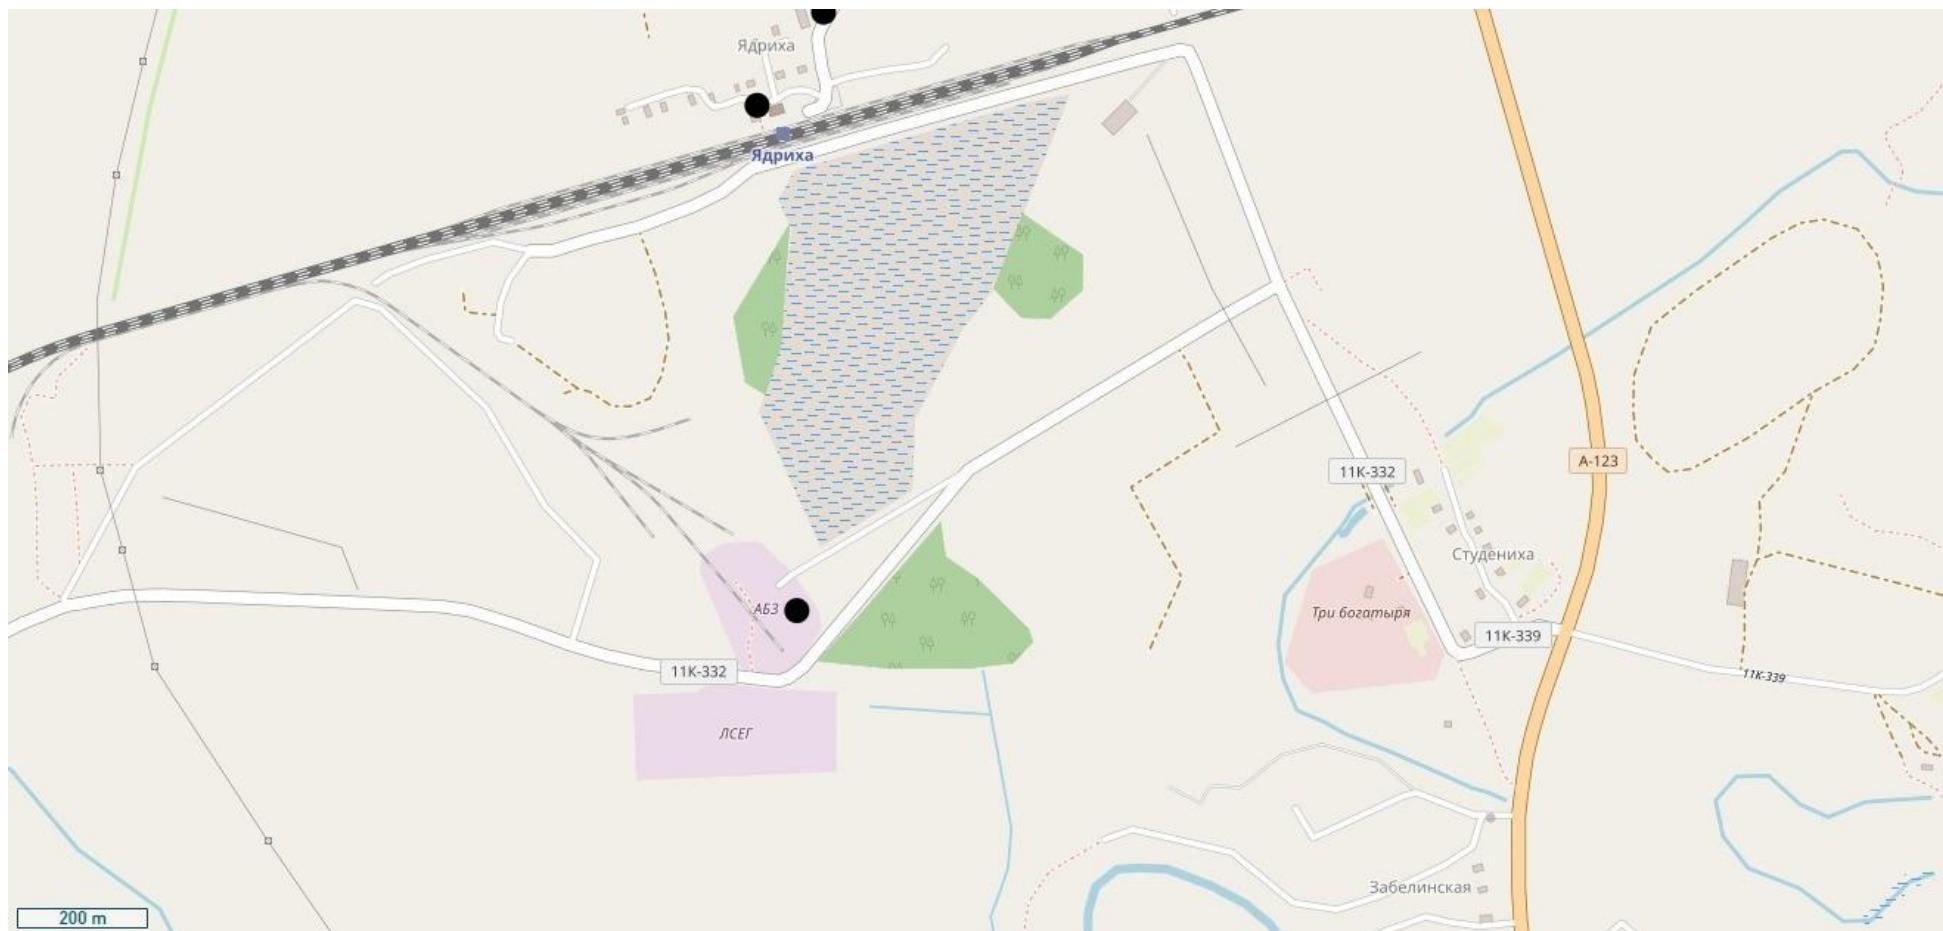 Ядриха
Ядриха
А-123
11К-332
Студениха
АБЗ
Три богатыря
11К-339
11К-332
11К-339
ЛСЕГ
Забелинская
200 m